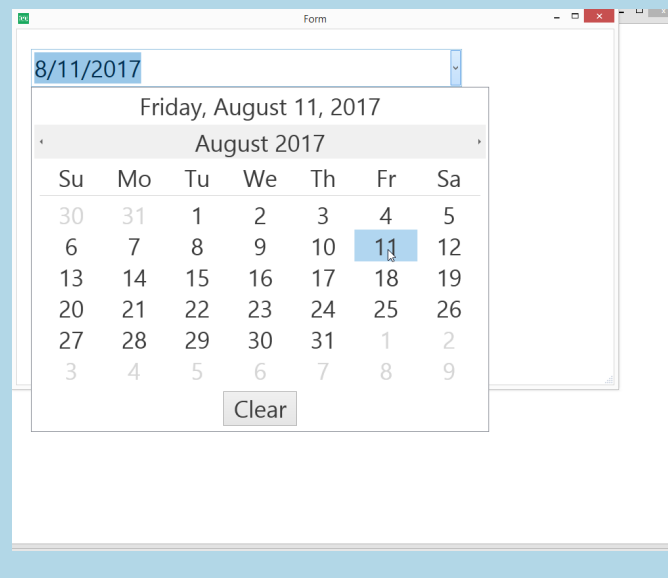 Form
8/11/2017
Friday, August 11, 2017
August 2017
Su Mo Tu We Th Fr Sa
30 31 1 2 3 4 5
6 7 8 9 10 11 12
13 14 15 16 17 18 19
20 21 22 23 24 25 26
27 28 29 30 31 1 2
3 4 5 6 7 8 9
Clear